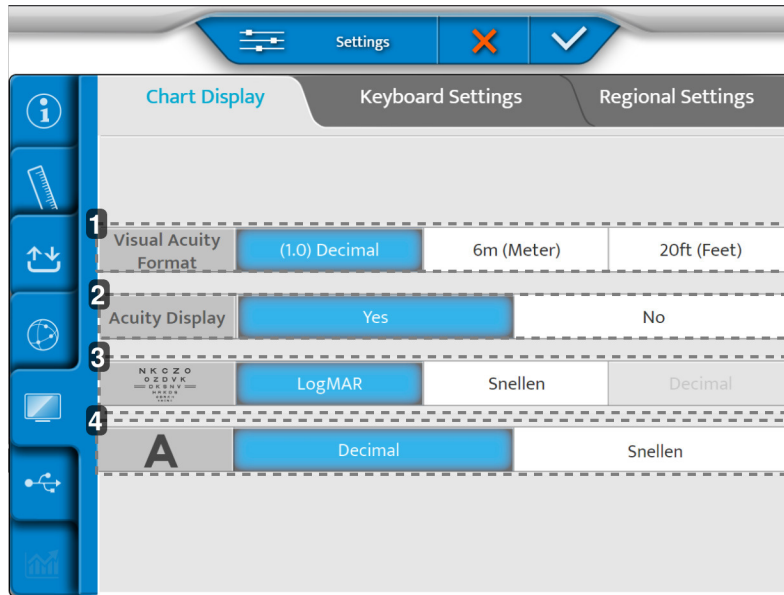 Settings
Chart Display Keyboard Settings Regional Settings
1
Visual Acuity Format (1.0) Decimal 6m (Meter) 20ft (Feet)
2
Acuity Display Yes No
3
N K C Z O
O Z D V K
LogMAR Snellen Decimal
4
A Decimal Snellen